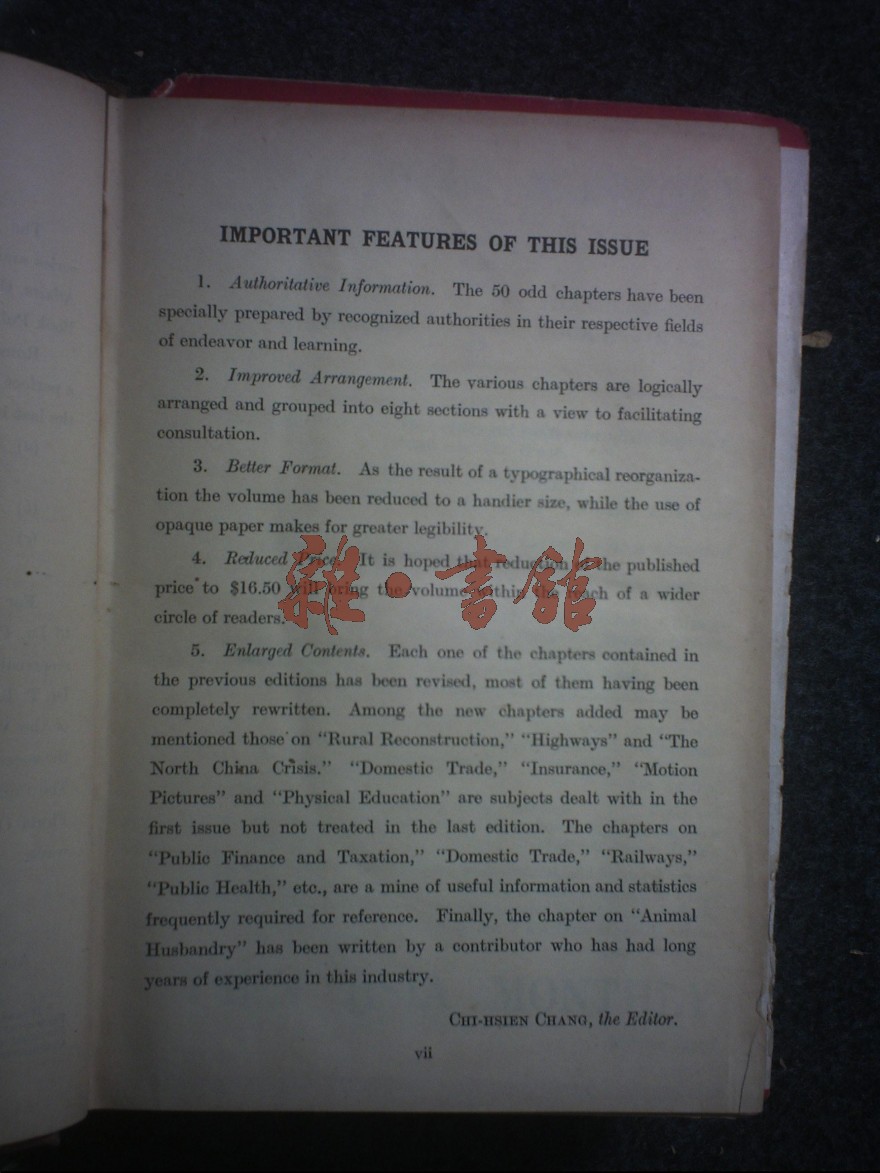 IMPORTANT FEATURES OF THIS ISSUE
1. Authoritative Information. The 50 odd chapters have been
specially prepared by recognized authorities in their respective fields
of endeavor and learning.
2. Improved Arrangement. The various chapters are logically
arranged and grouped into eight sections with a view to facilitating
consultation.
3. Better Format. As the result of a typographical reorganiza-
tion the volume has been reduced to a handier size, while the use of
opaque paper makes for greater legibility.
4. Reduced Price. It is hoped that reduction of the published
price to $16.50 will bring the volume within the reach of a wider
circle of readers.
雜·書館
5. Enlarged Contents. Each one of the chapters contained in
the previous editions has been revised, most of them having been
completely rewritten. Among the new chapters added may be
mentioned those on "Rural Reconstruction," "Highways" and "The
North China Crisis." "Domestic Trade," "Insurance," "Motion
Pictures" and "Physical Education" are subjects dealt with in the
first issue but not treated in the last edition. The chapters on
"Public Finance and Taxation," "Domestic Trade," "Railways,"
"Public Health," etc., are a mine of useful information and statistics
frequently required for reference. Finally, the chapter on "Animal
Husbandry" has been written by a contributor who has had long
years of experience in this industry.
CHI-HSIEN CHANG, the Editor.
vii